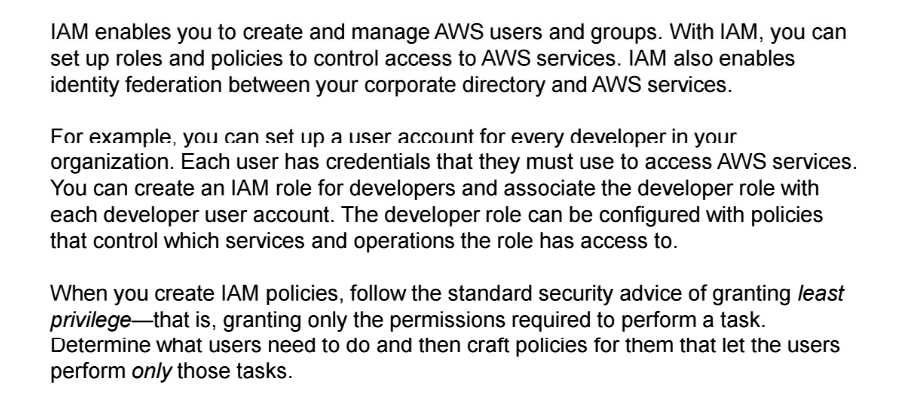 IAM enables you to create and manage AWS users and groups. With IAM, you can
set up roles and policies to control access to AWS services. IAM also enables
identity federation between your corporate directory and AWS services.
For example, you can set up a user account for every developer in your
organization. Each user has credentials that they must use to access AWS services.
You can create an IAM role for developers and associate the developer role with
each developer user account. The developer role can be configured with policies
that control which services and operations the role has access to.
When you create IAM policies, follow the standard security advice of granting least
privilege—that is, granting only the permissions required to perform a task.
Determine what users need to do and then craft policies for them that let the users
perform only those tasks.